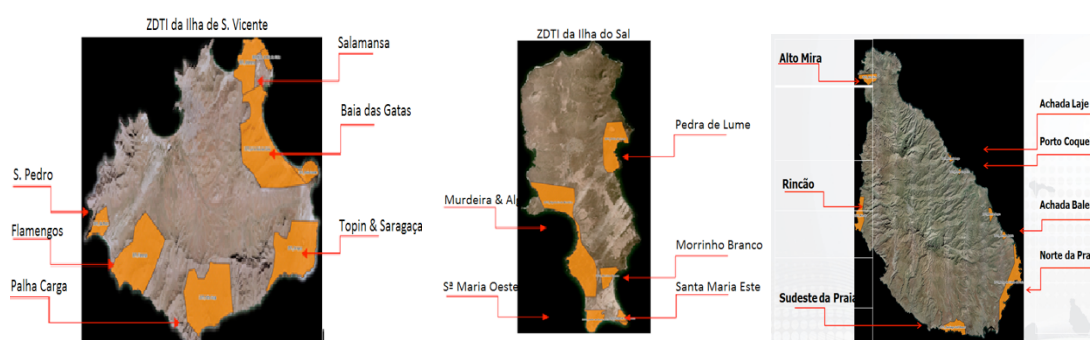 ZDTI da Ilha de S. Vicente
Salamansa
Baia das Gatas
S. Pedro
Flamengos
Topin & Saragaça
Palha Carga
ZDTI da Ilha do Sal
Pedra de Lume
Murdeira & Al
Morrinho Branco
Sª Maria Oeste
Santa Maria Este
Alto Mira
Achada Laje
Porto Coque
Rincão
Achada Bale
Norte da Pra
Sudeste da Praia